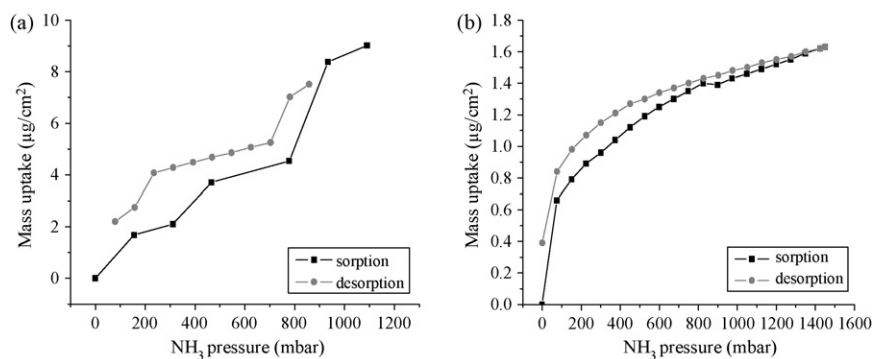 (a)
10
8
6
4
2
0
Mass uptake (µg/cm²)
0 200 400 600 800 1000 1200
NH₃ pressure (mbar)
sorption
desorption
(b)
1.8
1.6
1.4
1.2
1.0
0.8
0.6
0.4
0.2
0.0
Mass uptake (µg/cm²)
0 200 400 600 800 1000 1200 1400 1600
NH₃ pressure (mbar)
sorption
desorption